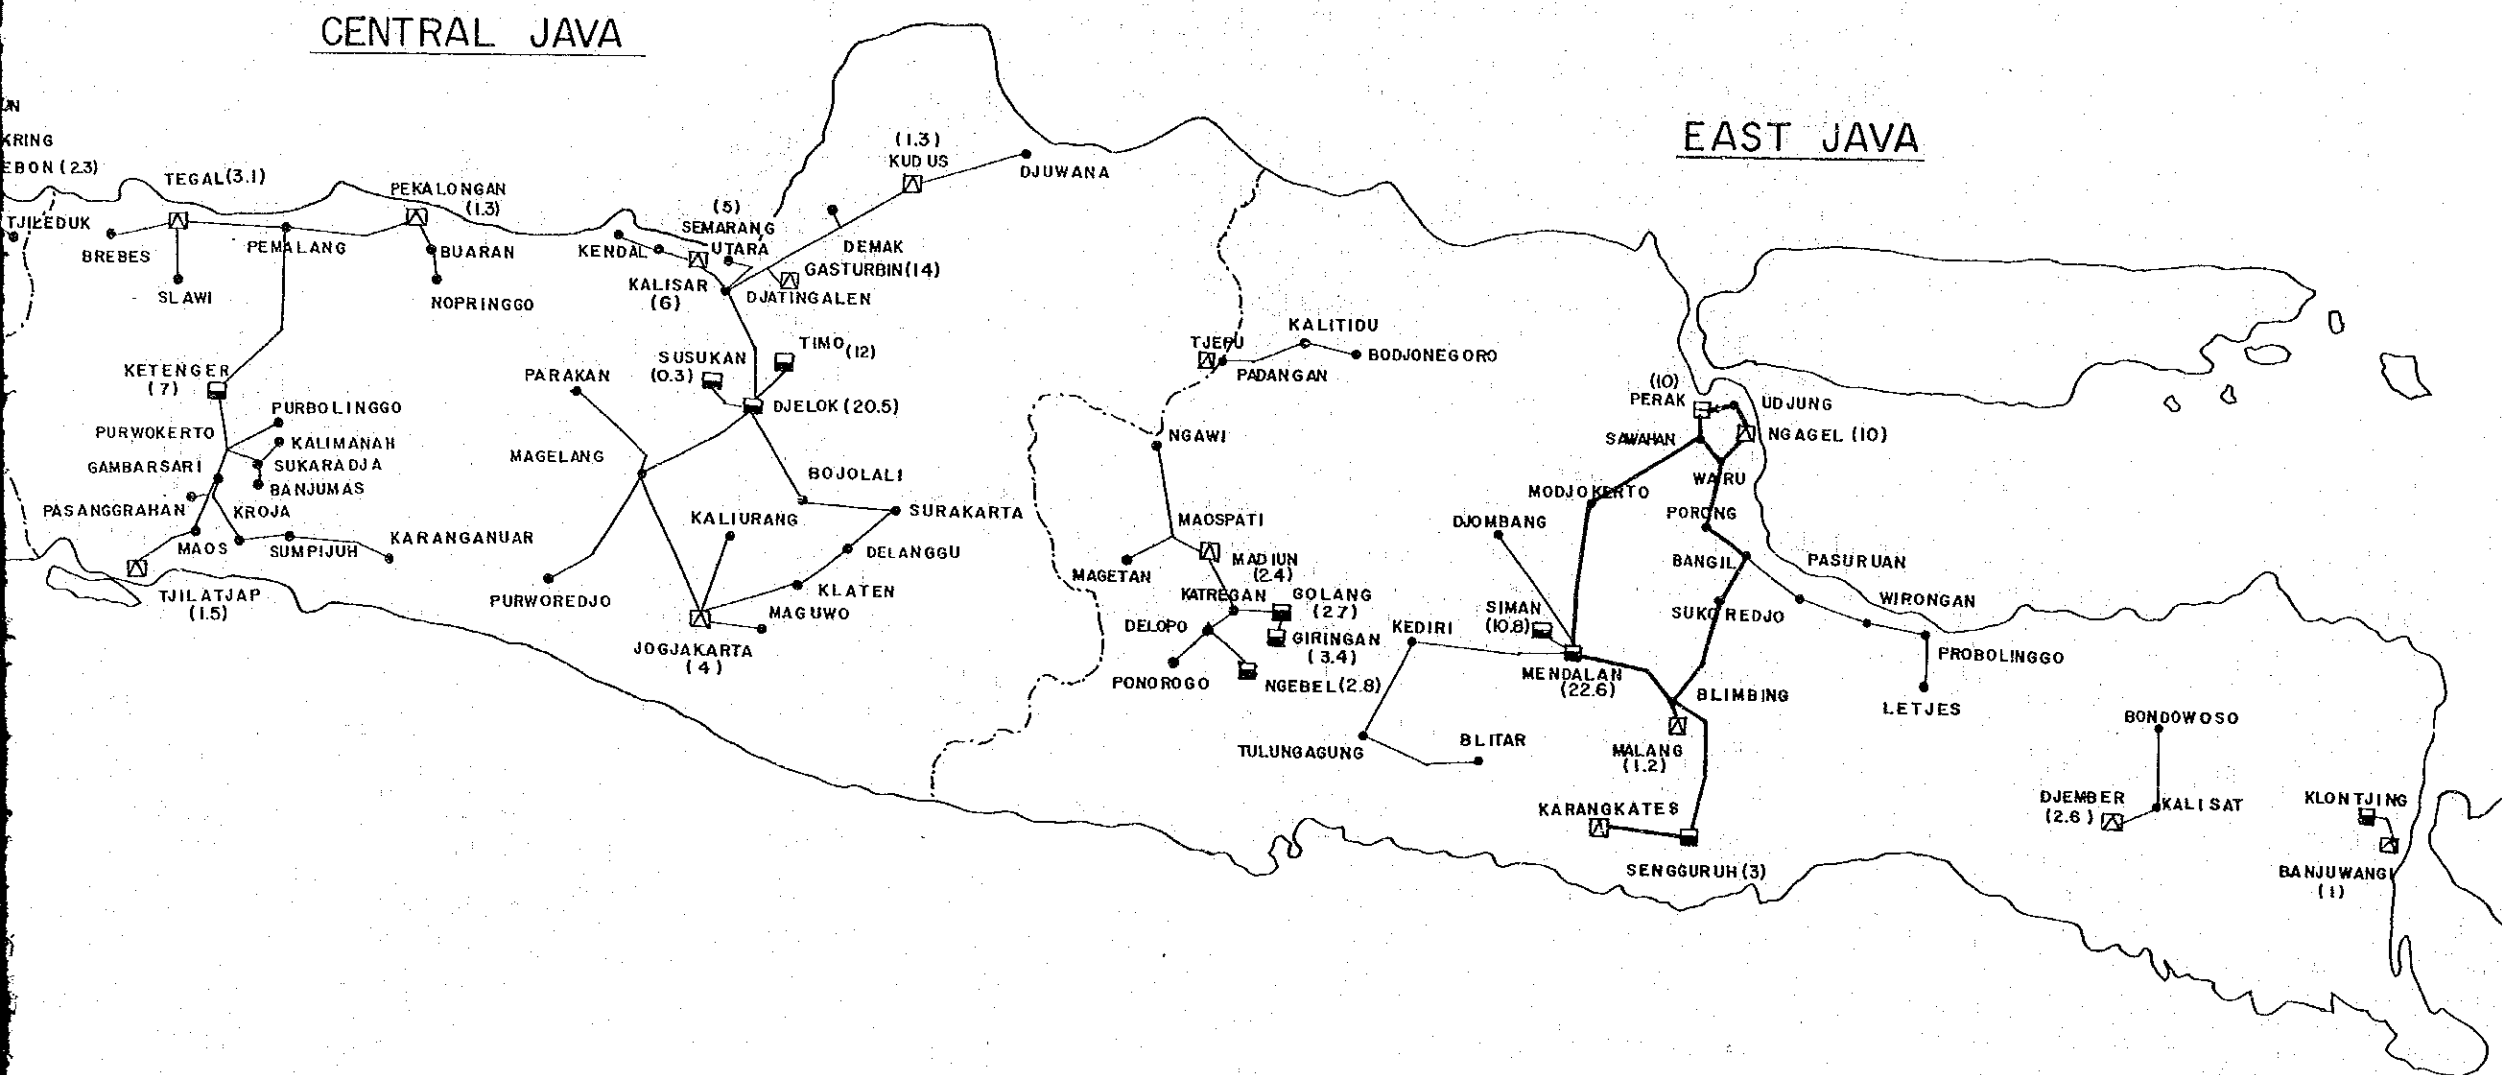 CENTRAL JAVA
EAST JAVA
KRING
EBON (23)
TJILEDUK
TEGAL (3.1)
BREBES
SLAWI
PEMALANG
PEKALONGAN
(1.3)
BUARAN
NOPRINGGO
KENDAL
(5)
SEMARANG
UTARA
KALISAR
(6)
DJATINGALEN
GASTURBIN (14)
DEMAK
(1.3)
KUDUS
DJUWANA
KETENGER
(7)
PURBOLINGGO
PURWOKERTO
KALIMANAH
GAMBARSARI
SUKARADJA
BANJUMAS
PASANGGRAHAN
KROJA
MAOS
SUMPIJUH
KARANGANUAR
TJILATJAP
(1.5)
SUSUKAN
(0.3)
TIMO (12)
DJELOK (20.5)
PARAKAN
MAGELANG
BOJOLALI
SURAKARTA
KALIURANG
DELANGGU
KLATEN
PURWOREDJO
MAGUWO
JOGJAKARTA
(4)
TJEPU
KALITIDU
BODJONEGORO
PADANGAN
NGAWI
MAOSPATI
MAGETAN
MADIUN
(2.4)
KATREGAN
GOLANG
(2.7)
DELOPO
GIRINGAN
(3.4)
PONOROGO
NGEBEL (2.8)
(10)
PERAK
UDJUNG
SAWAHAN
NGAGEL (10)
WARU
MODJOKERTO
DJOMBANG
PORONG
BANGIL
PASURUAN
SUKOREDJO
WIRONGAN
SIMAN
(10.8)
KEDIRI
MENDALAN
(22.6)
PROBOLINGGO
BLIMBING
LETJES
TULUNGAGUNG
BLITAR
MALANG
(1.2)
KARANGKATES
SENGGURUH (3)
BONDOWOSO
DJEMBER
(2.6)
KALISAT
KLONTJING
BANJUWANGI
(1)